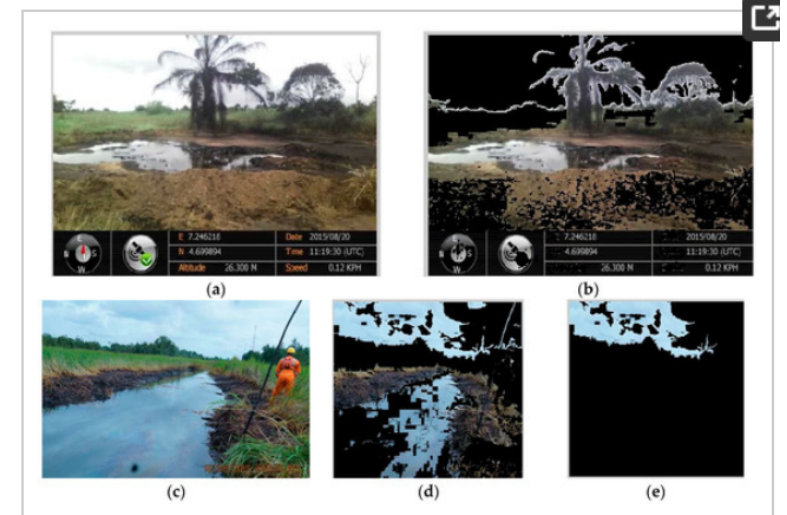 E
N S
W
E 7.246218 Date 2015/08/20
N 4.699894 Time 11:19:30 (UTC)
Altitude 26.300 M Speed 0.12 KPH
7.246218 2015/08/20
4.699894 11:19:30 (UTC)
26.300 M 0.12 KPH
(a) (b)
(c) (d) (e)